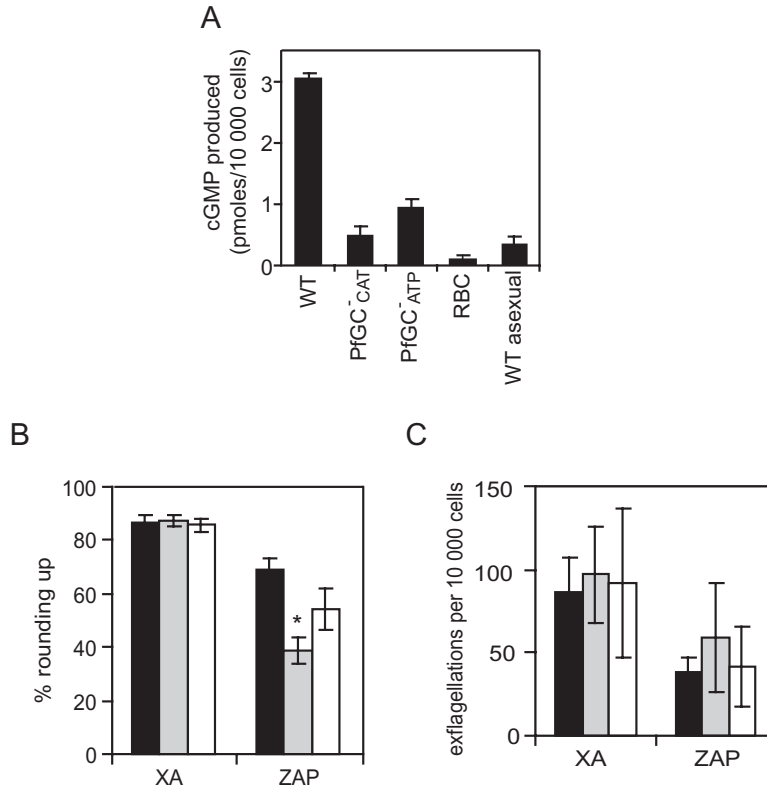 A
cGMP produced
(pmoles/10 000 cells)
3
2
1
0
WT
PfGC-CAT
PfGC-ATP
RBC
WT asexual
B
% rounding up
100
80
60
40
20
0
*
XA
ZAP
C
exflagellations per 10 000 cells
150
100
50
0
XA
ZAP